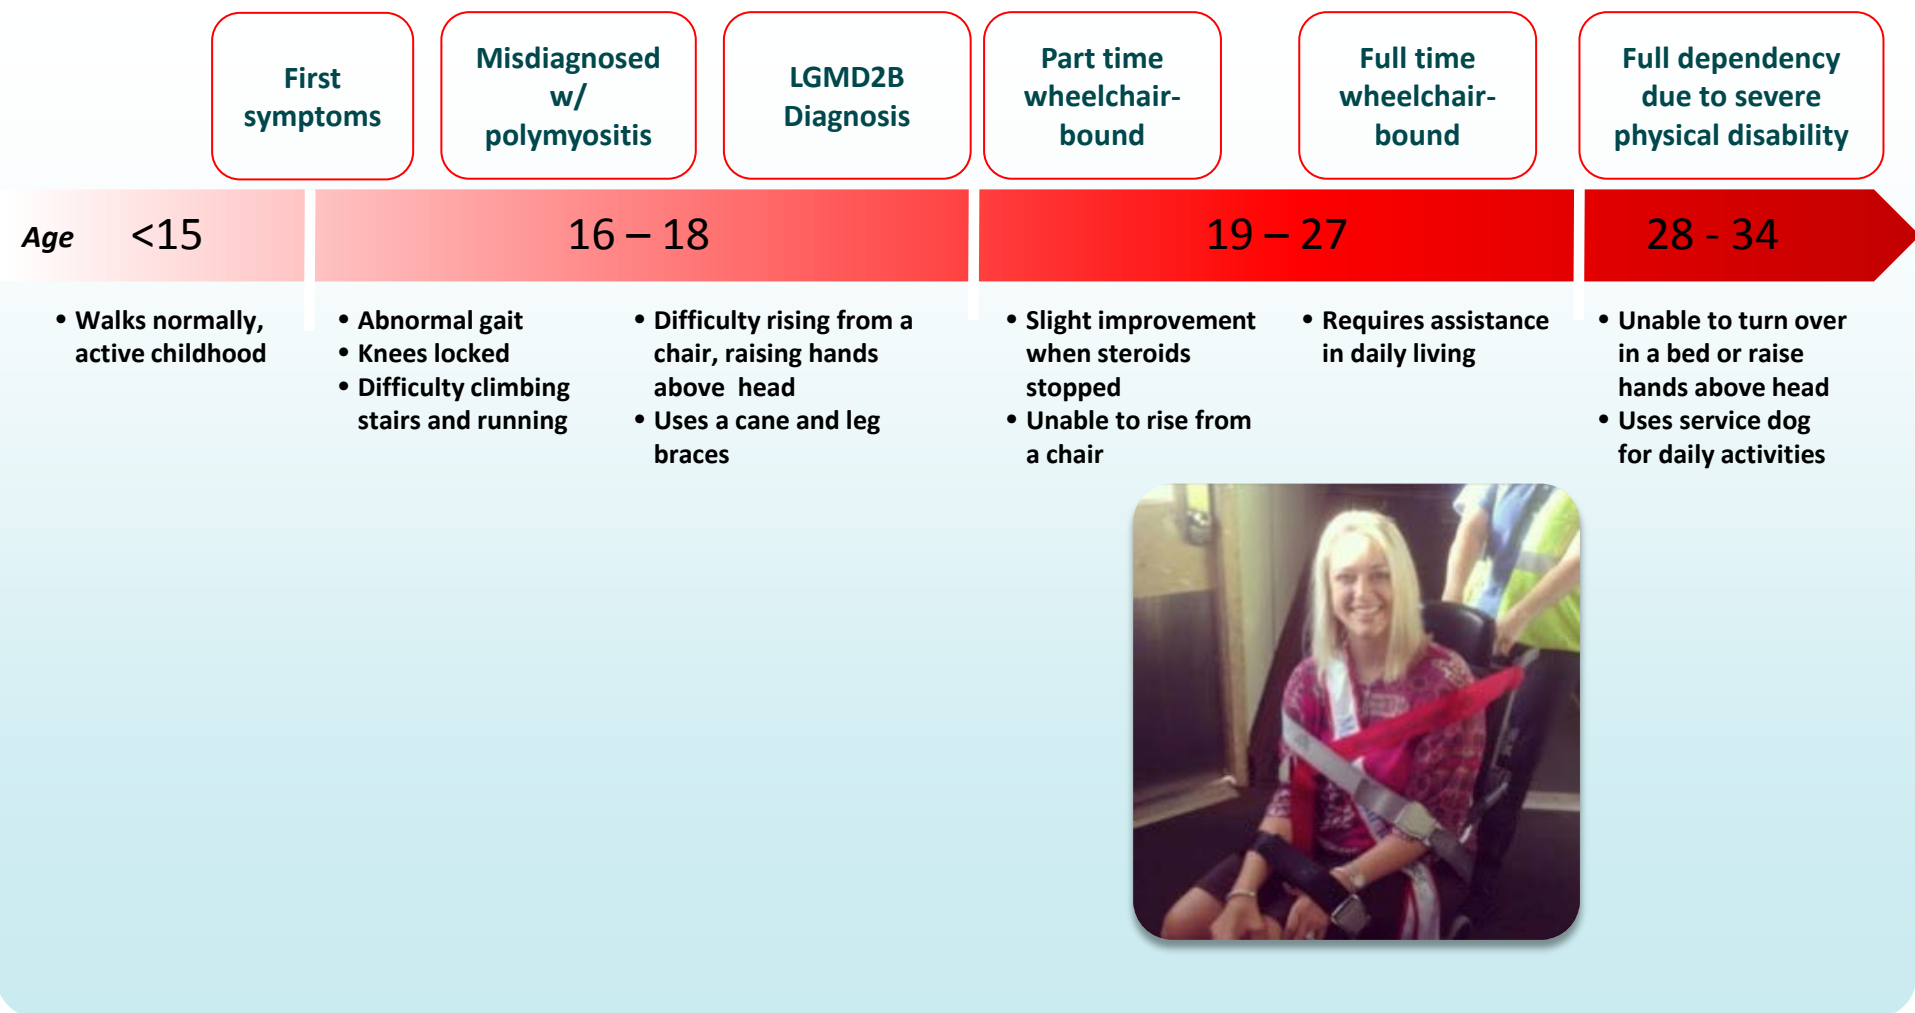 First
symptoms
Misdiagnosed
w/
polymyositis
LGMD2B
Diagnosis
Part time
wheelchair-
bound
Full time
wheelchair-
bound
Full dependency
due to severe
physical disability
Age
<15
16 – 18
19 – 27
28 - 34
• Walks normally,
active childhood
• Abnormal gait
• Knees locked
• Difficulty climbing
stairs and running
• Difficulty rising from a
chair, raising hands
above head
• Uses a cane and leg
braces
• Slight improvement
when steroids
stopped
• Unable to rise from
a chair
• Requires assistance
in daily living
• Unable to turn over
in a bed or raise
hands above head
• Uses service dog
for daily activities